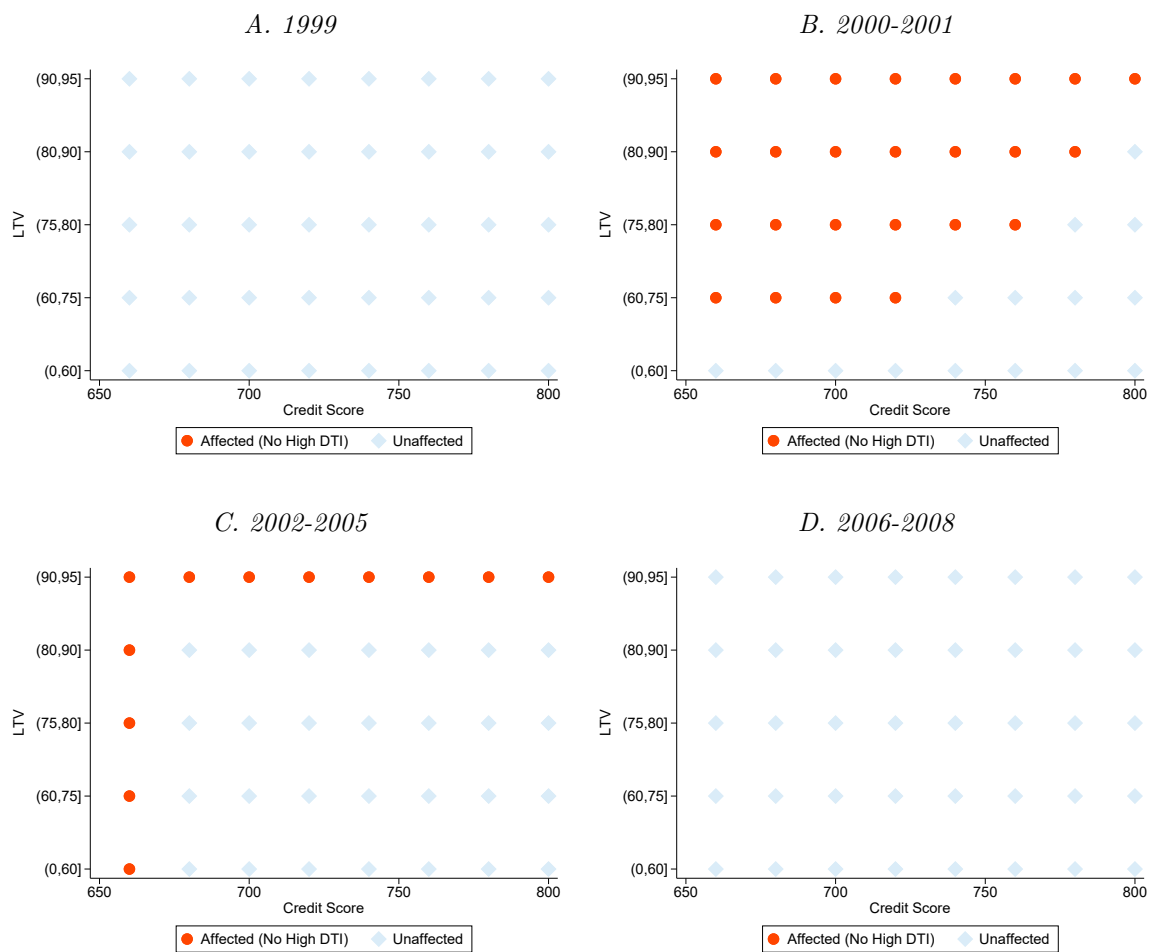 A. 1999
(90,95]
(80,90]
(75,80]
(60,75]
(0,60]
LTV
650 700 750 800
Credit Score
Affected (No High DTI) Unaffected
B. 2000-2001
(90,95]
(80,90]
(75,80]
(60,75]
(0,60]
LTV
650 700 750 800
Credit Score
Affected (No High DTI) Unaffected
C. 2002-2005
(90,95]
(80,90]
(75,80]
(60,75]
(0,60]
LTV
650 700 750 800
Credit Score
Affected (No High DTI) Unaffected
D. 2006-2008
(90,95]
(80,90]
(75,80]
(60,75]
(0,60]
LTV
650 700 750 800
Credit Score
Affected (No High DTI) Unaffected